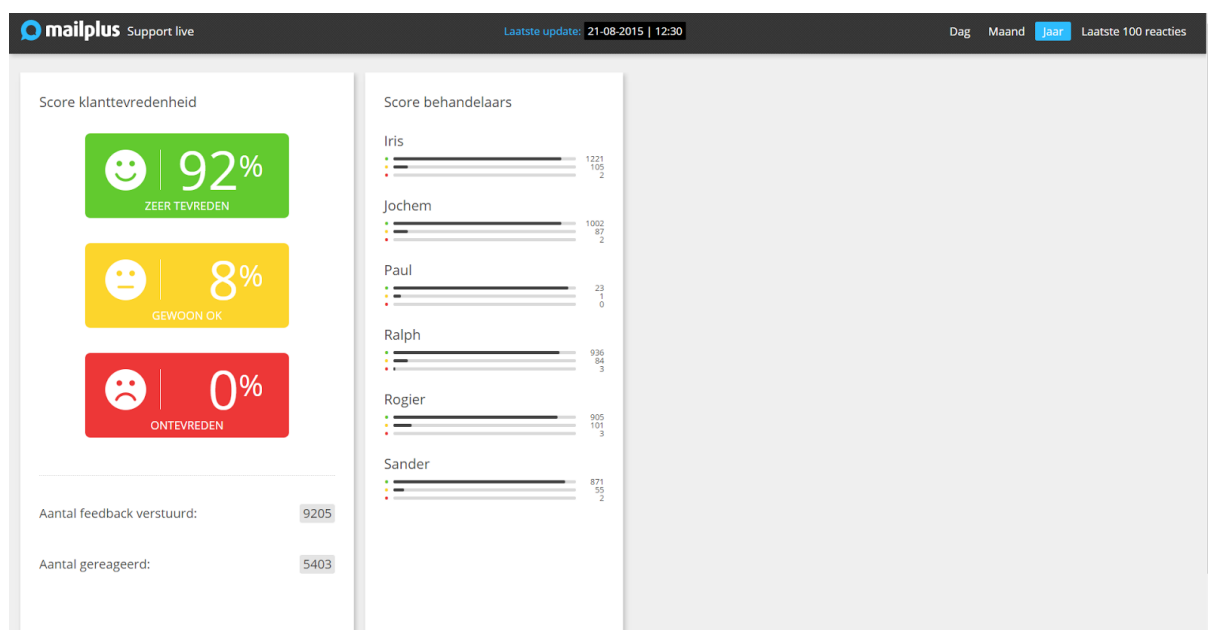 mailplus Support live
Laatste update: 21-08-2015 | 12:30
Dag Maand Jaar Laatste 100 reacties
Score klanttevredenheid
92%
ZEER TEVREDEN
8%
GEWOON OK
0%
ONTEVREDEN
Aantal feedback verstuurd: 9205
Aantal gereageerd: 5403
Score behandelaars
Iris
1221
105
2
Jochem
1002
87
2
Paul
23
1
0
Ralph
936
84
3
Rogier
905
101
3
Sander
871
55
2